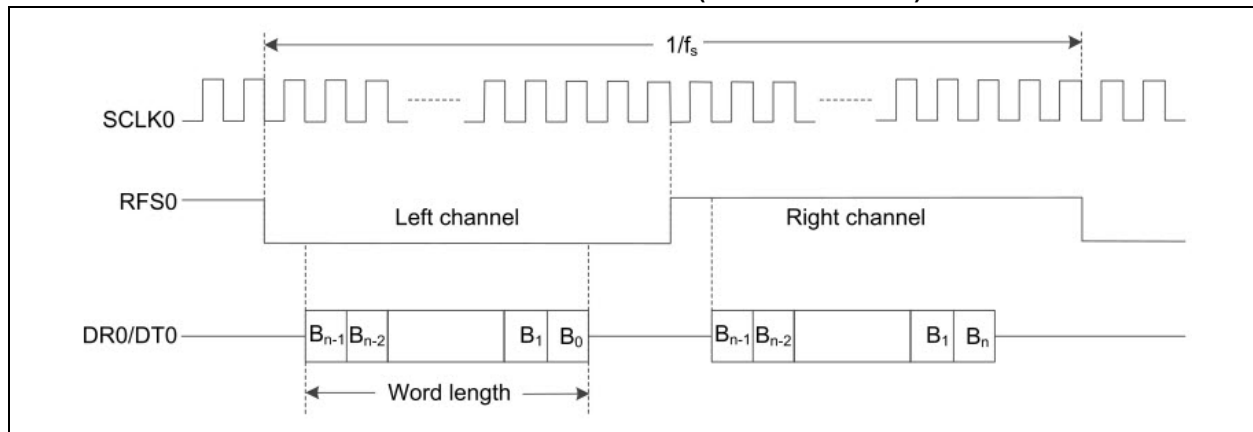 1/fs
SCLK0
RFS0
Left channel
Right channel
DR0/DT0
Bn-1 Bn-2 B1 B0 Bn-1 Bn-2 B1 Bn
Word length